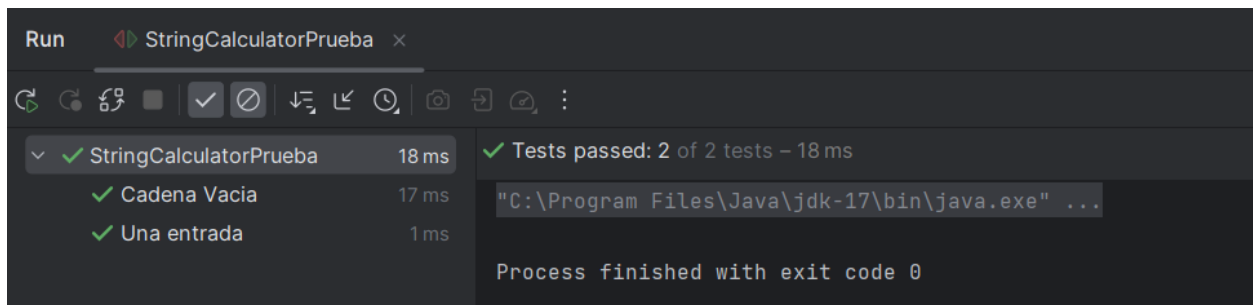 Run StringCalculatorPrueba
StringCalculatorPrueba 18 ms
Tests passed: 2 of 2 tests – 18 ms
Cadena Vacia 17 ms
"C:\Program Files\Java\jdk-17\bin\java.exe" ...
Una entrada 1 ms
Process finished with exit code 0